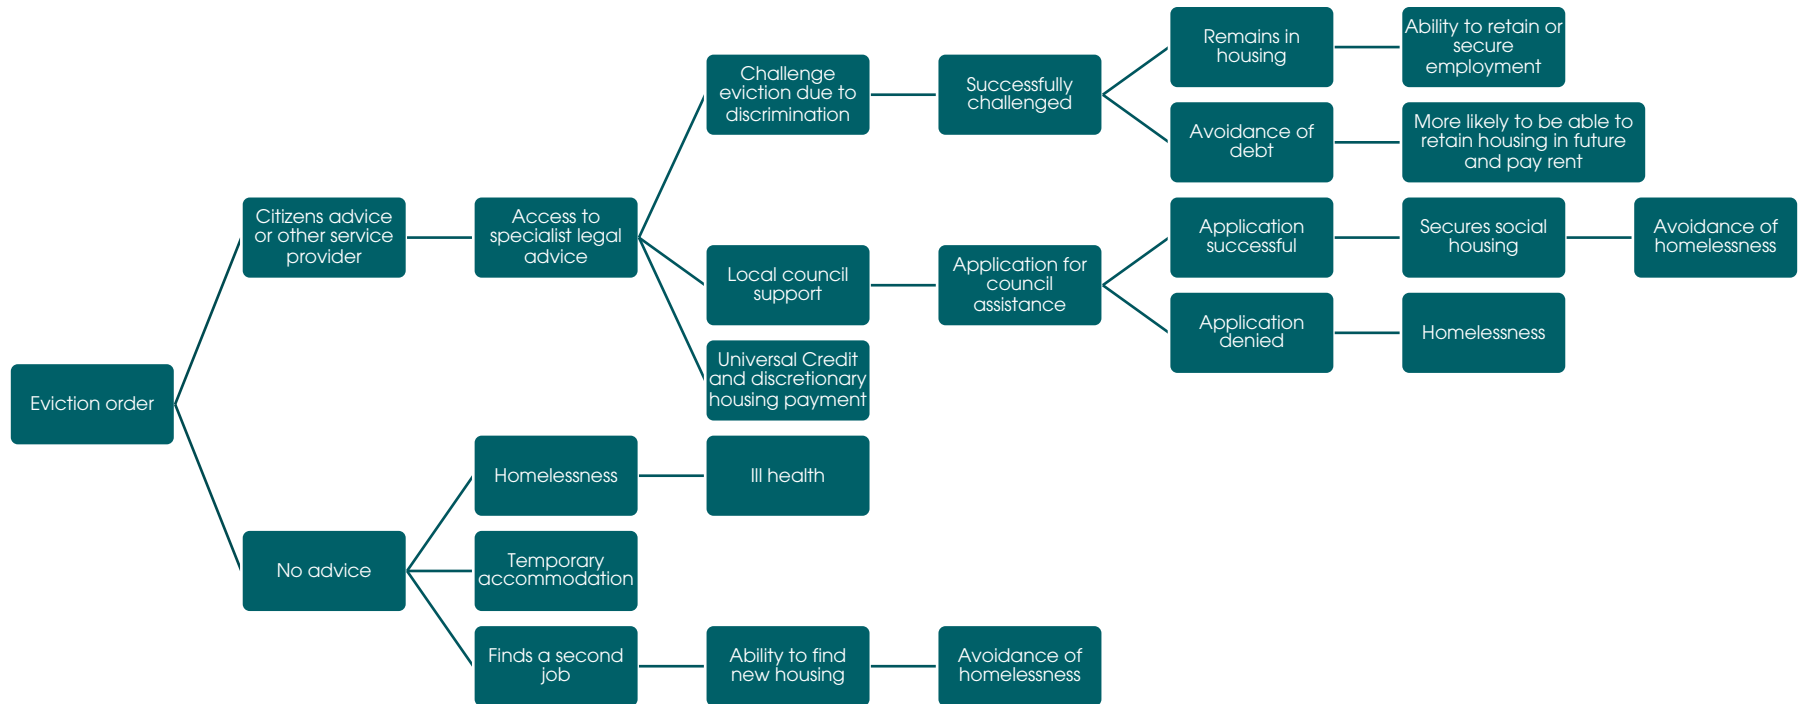 Eviction order
Citizens advice
or other service
provider
Access to
specialist legal
advice
Challenge
eviction due to
discrimination
Successfully
challenged
Remains in
housing
Ability to retain or
secure
employment
Avoidance of
debt
More likely to be able to
retain housing in future
and pay rent
Local council
support
Application for
council
assistance
Application
successful
Secures social
housing
Avoidance of
homelessness
Application
denied
Homelessness
Universal Credit
and discretionary
housing payment
No advice
Homelessness
Ill health
Temporary
accommodation
Finds a second
job
Ability to find
new housing
Avoidance of
homelessness